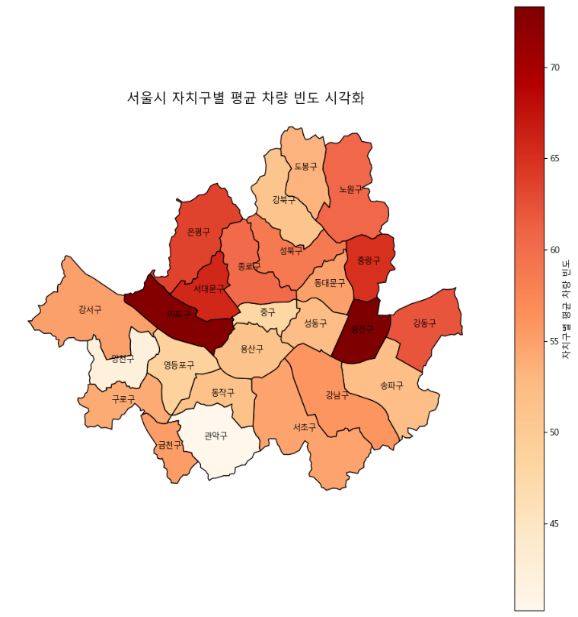 서울시 자치구별 평균 차량 빈도 시각화
도봉구
노원구
강북구
은평구
성북구
종로구
중랑구
서대문구
동대문구
강서구
마포구
중구
성동구
광진구
강동구
용산구
양천구
영등포구
송파구
구로구
동작구
강남구
서초구
관악구
금천구
70
65
60
55
50
45
자치구별 평균 차량 빈도